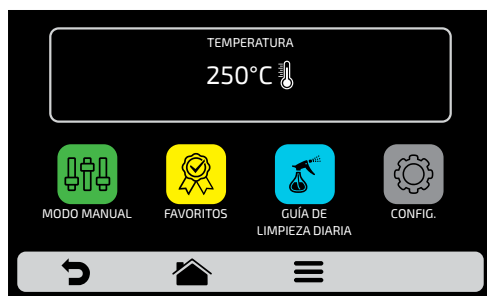 TEMPERATURA
250°C
MODO MANUAL
FAVORITOS
GUÍA DE
LIMPIEZA DIARIA
CONFIG.